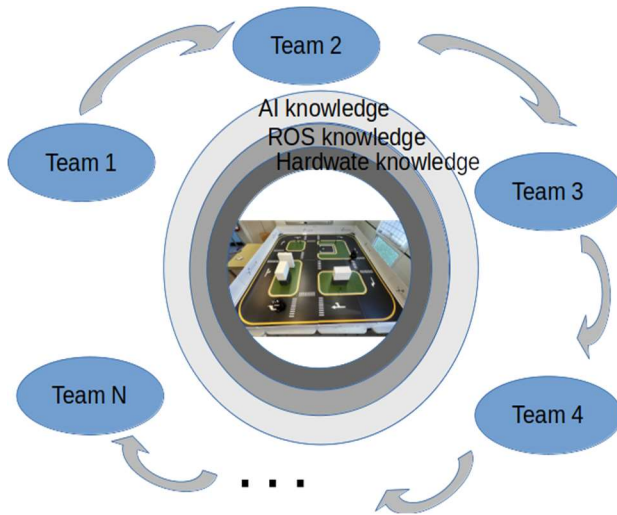 Team 2
AI knowledge
ROS knowledge
Hardwate knowledge
Team 1
Team 3
Team N
Team 4
. . .